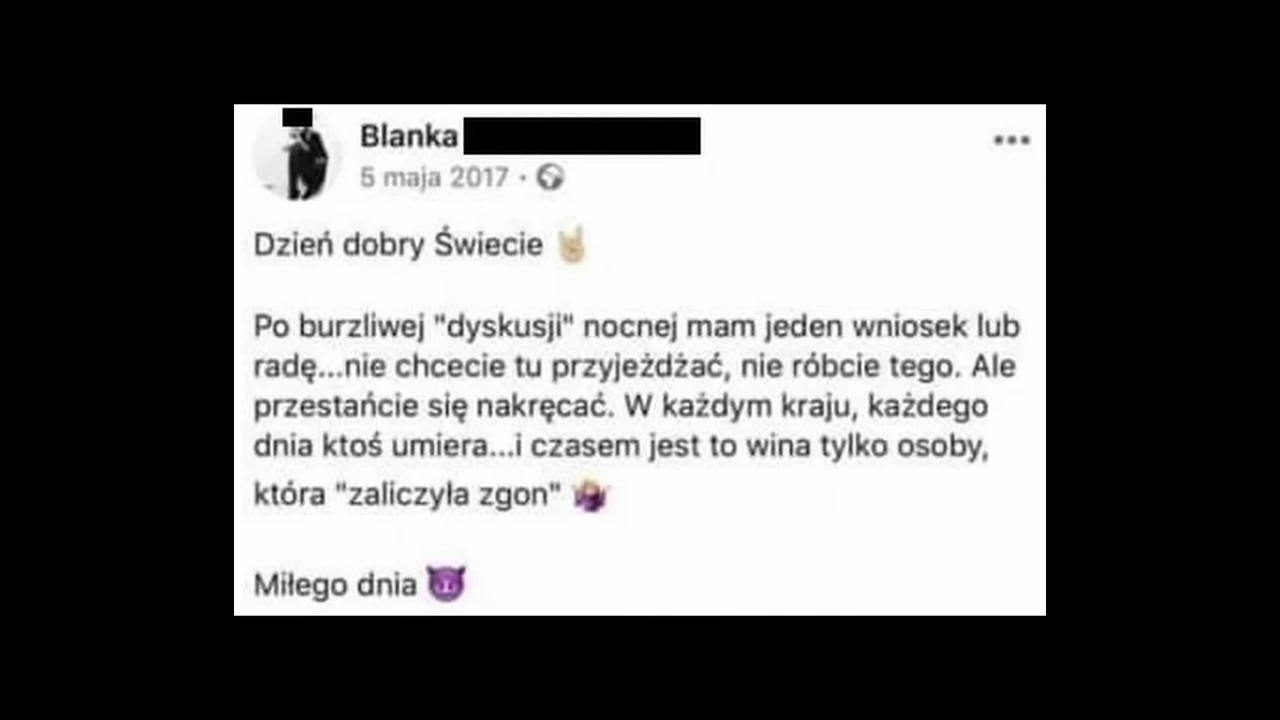 Blanka
5 maja 2017 ·
Dzień dobry Świecie 🤘🏼
Po burzliwej "dyskusji" nocnej mam jeden wniosek lub
radę...nie chcecie tu przyjeżdżać, nie róbcie tego. Ale
przestańcie się nakręcać. W każdym kraju, każdego
dnia ktoś umiera...i czasem jest to wina tylko osoby,
która "zaliczyła zgon" 🤷🏼‍♀️
Miłego dnia 😈